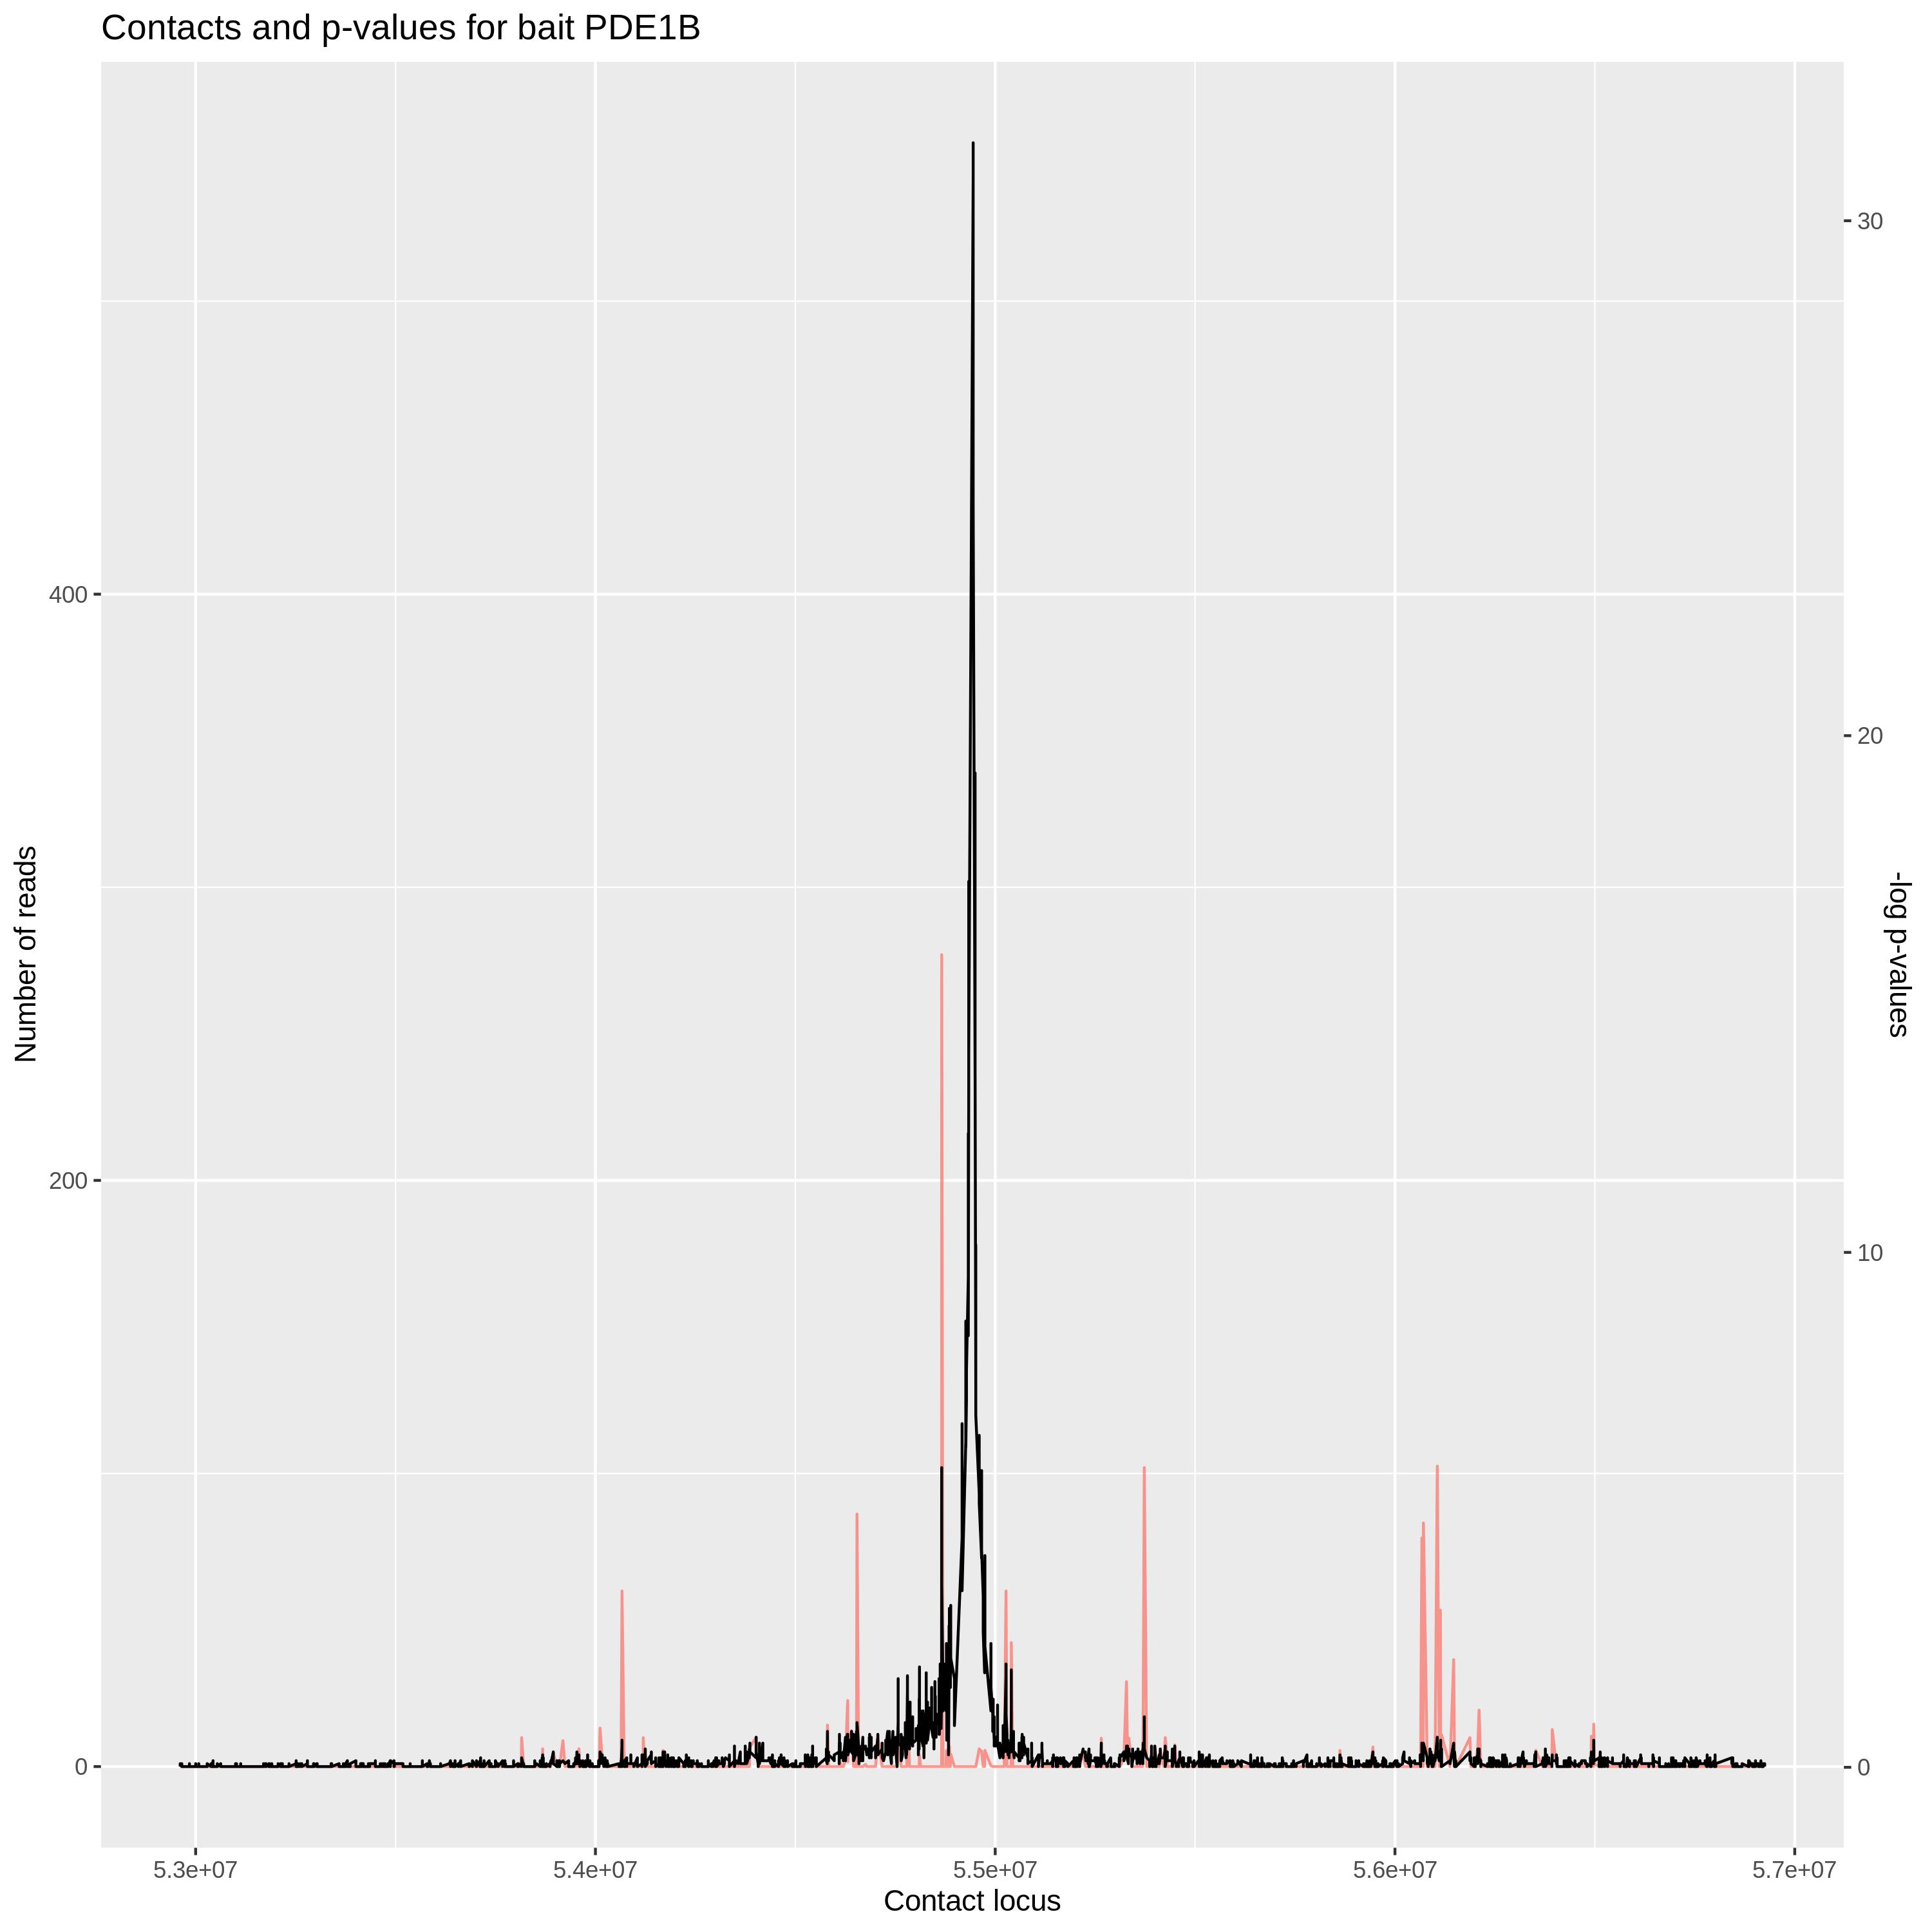 Contacts and p-values for bait PDE1B
Number of reads
400
200
0
30
20
10
0
-log p-values
5.3e+07
5.4e+07
5.5e+07
5.6e+07
5.7e+07
Contact locus